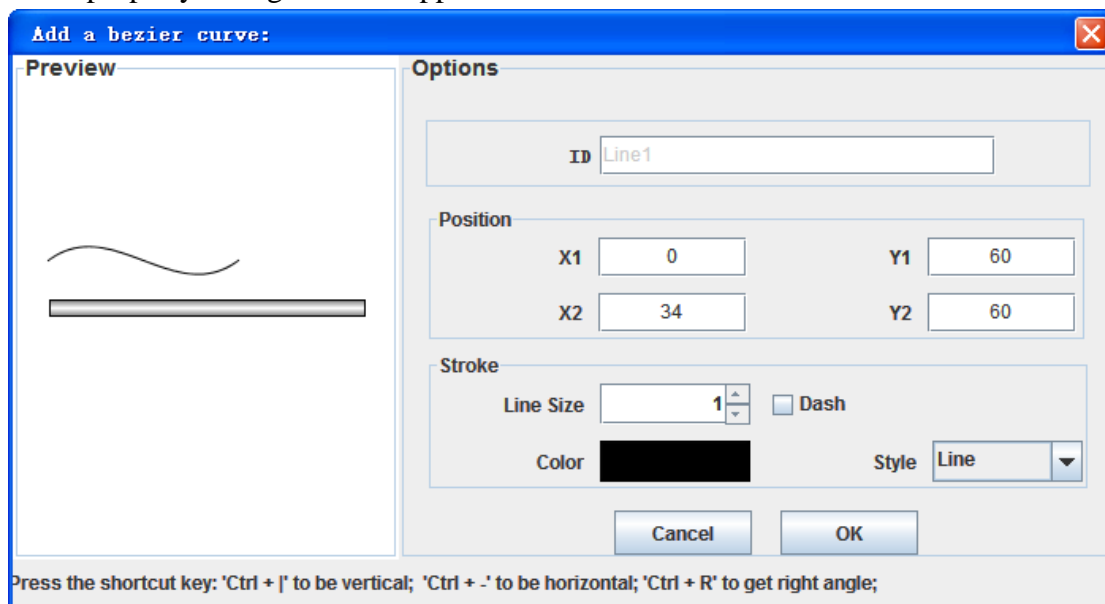 Add a bezier curve:
Preview
Options
ID Line1
Position
X1 0 Y1 60
X2 34 Y2 60
Stroke
Line Size 1 Dash
Color Style Line
Cancel OK
Press the shortcut key: 'Ctrl + |' to be vertical; 'Ctrl + -' to be horizontal; 'Ctrl + R' to get right angle;